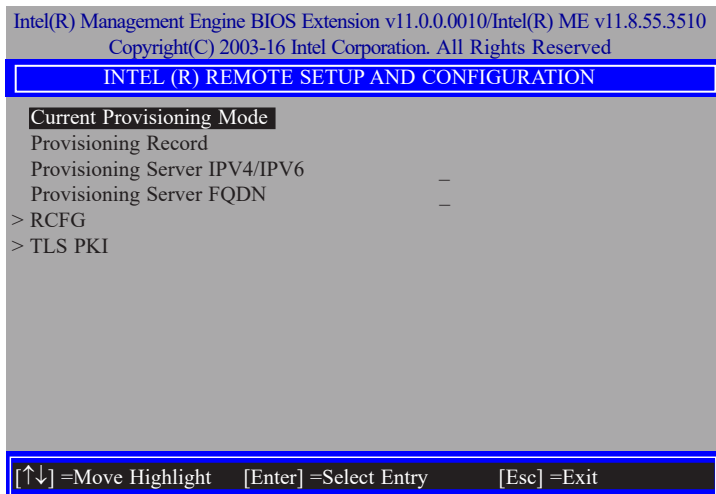 Intel(R) Management Engine BIOS Extension v11.0.0.0010/Intel(R) ME v11.8.55.3510
Copyright(C) 2003-16 Intel Corporation. All Rights Reserved
INTEL (R) REMOTE SETUP AND CONFIGURATION
Current Provisioning Mode
Provisioning Record
Provisioning Server IPV4/IPV6 _
Provisioning Server FQDN _
> RCFG
> TLS PKI
[↑↓] =Move Highlight [Enter] =Select Entry [Esc] =Exit